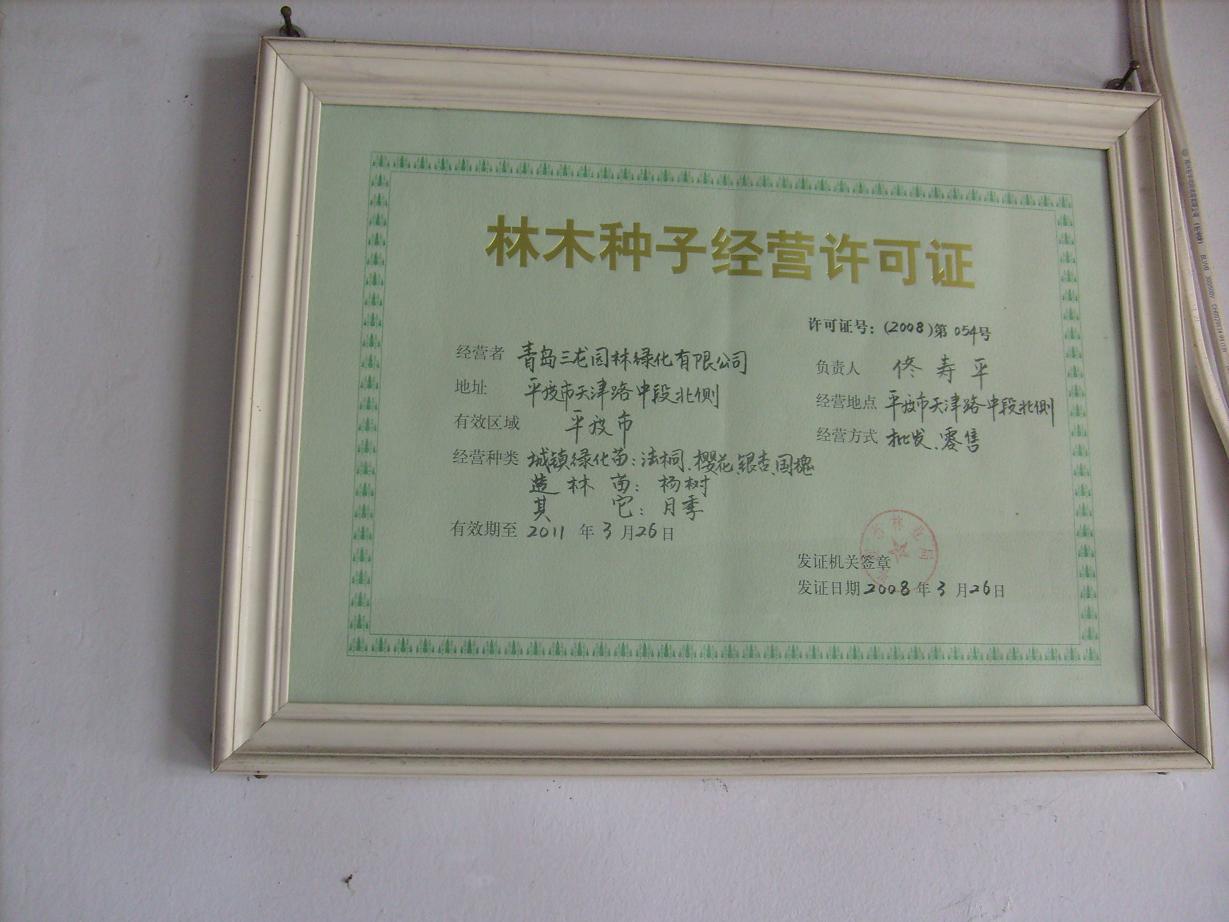 林木种子经营许可证
许可证号：(2008)第 054号
经营者 青岛三龙园林绿化有限公司
负责人 佟寿平
地址 平度市天津路中段北侧
经营地点 平度市天津路中段北侧
有效区域 平度市
经营方式 批发、零售
经营种类 城镇绿化苗：法桐、樱花、银杏、国槐
造林苗：杨树
其它：月季
有效期至 2011 年 3 月 26 日
发证机关签章
发证日期 2008 年 3 月 26 日